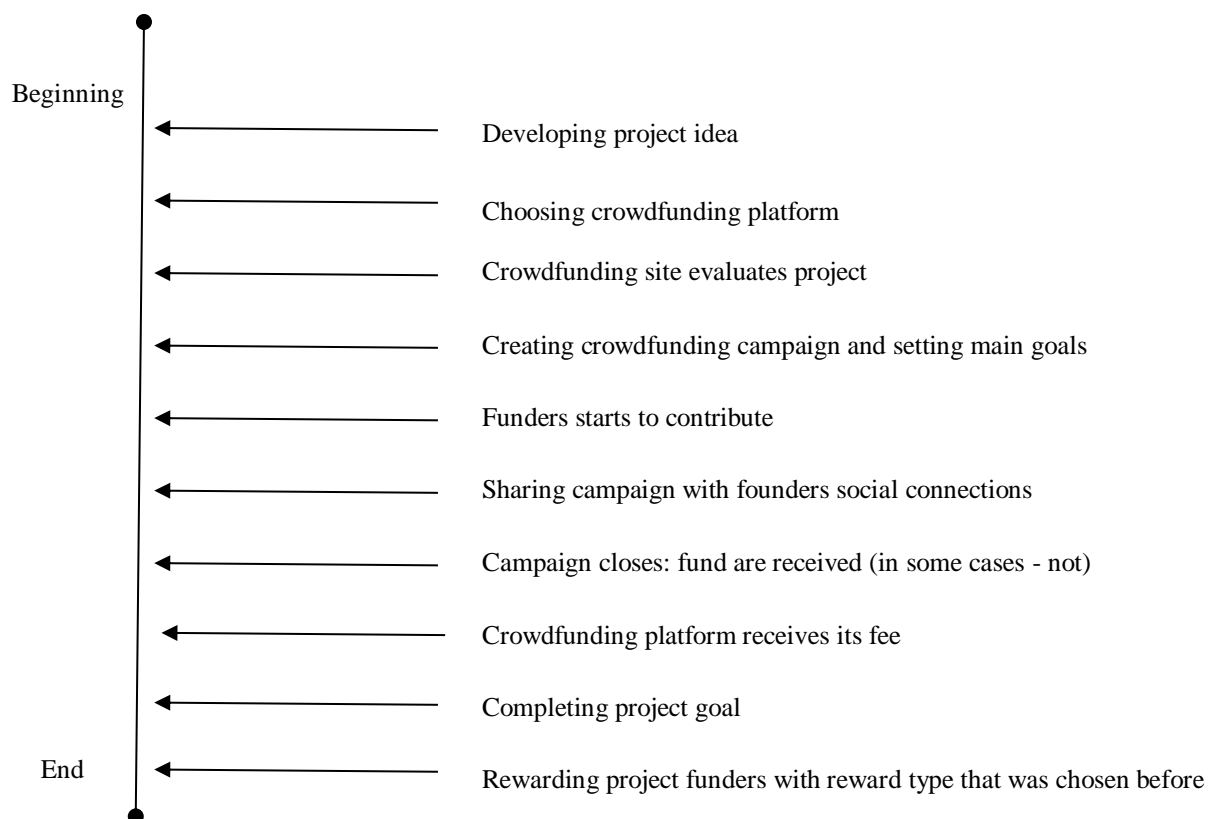 Beginning
Developing project idea
Choosing crowdfunding platform
Crowdfunding site evaluates project
Creating crowdfunding campaign and setting main goals
Funders starts to contribute
Sharing campaign with founders social connections
Campaign closes: fund are received (in some cases - not)
Crowdfunding platform receives its fee
Completing project goal
End
Rewarding project funders with reward type that was chosen before